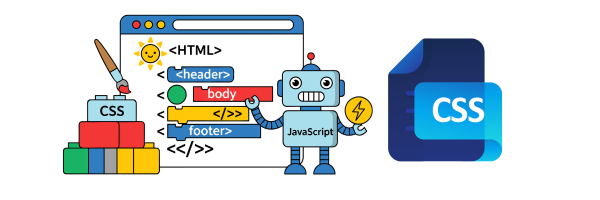 <HTML>
< <header>
< body
< </>>
< footer>
<</>>
CSS
JavaScript
CSS